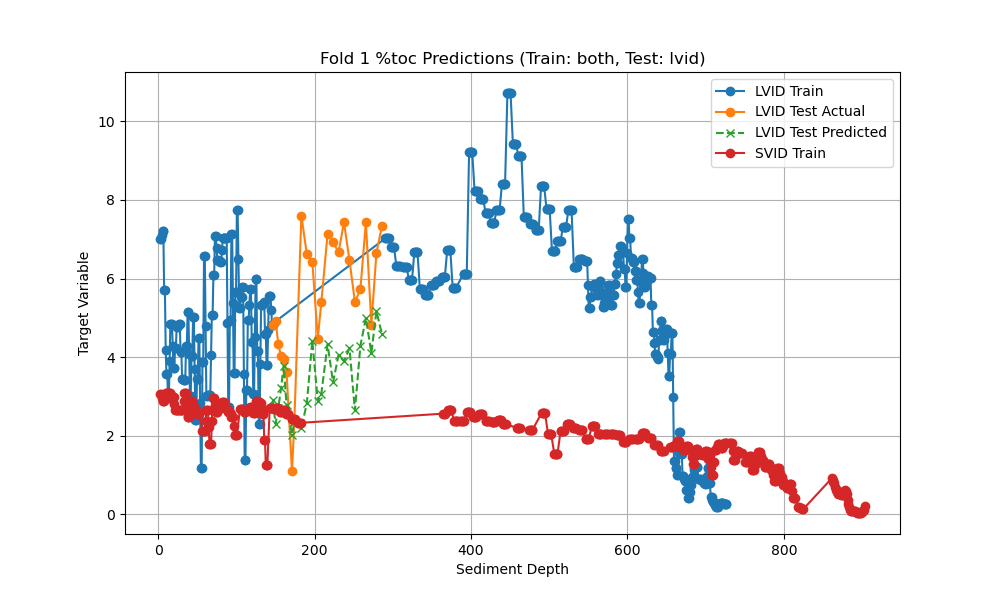 Fold 1 %toc Predictions (Train: both, Test: lvid)
LVID Train
LVID Test Actual
LVID Test Predicted
SVID Train
Target Variable
10
8
6
4
2
0
0 200 400 600 800
Sediment Depth